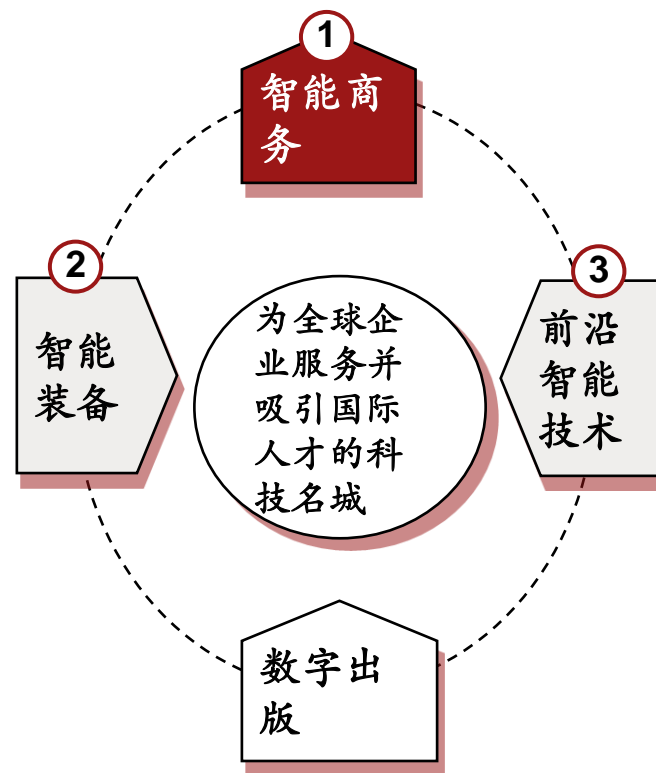 1
智能商
务
2
智能
装备
3
前沿
智能
技术
为全球企
业服务并
吸引国际
人才的科
技名城
数字出
版